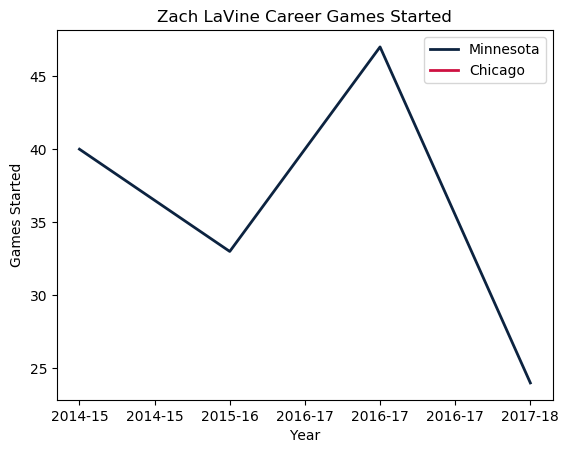 Zach LaVine Career Games Started
Minnesota
Chicago
45
40
35
30
25
Games Started
2014-15 2014-15 2015-16 2016-17 2016-17 2016-17 2017-18
Year